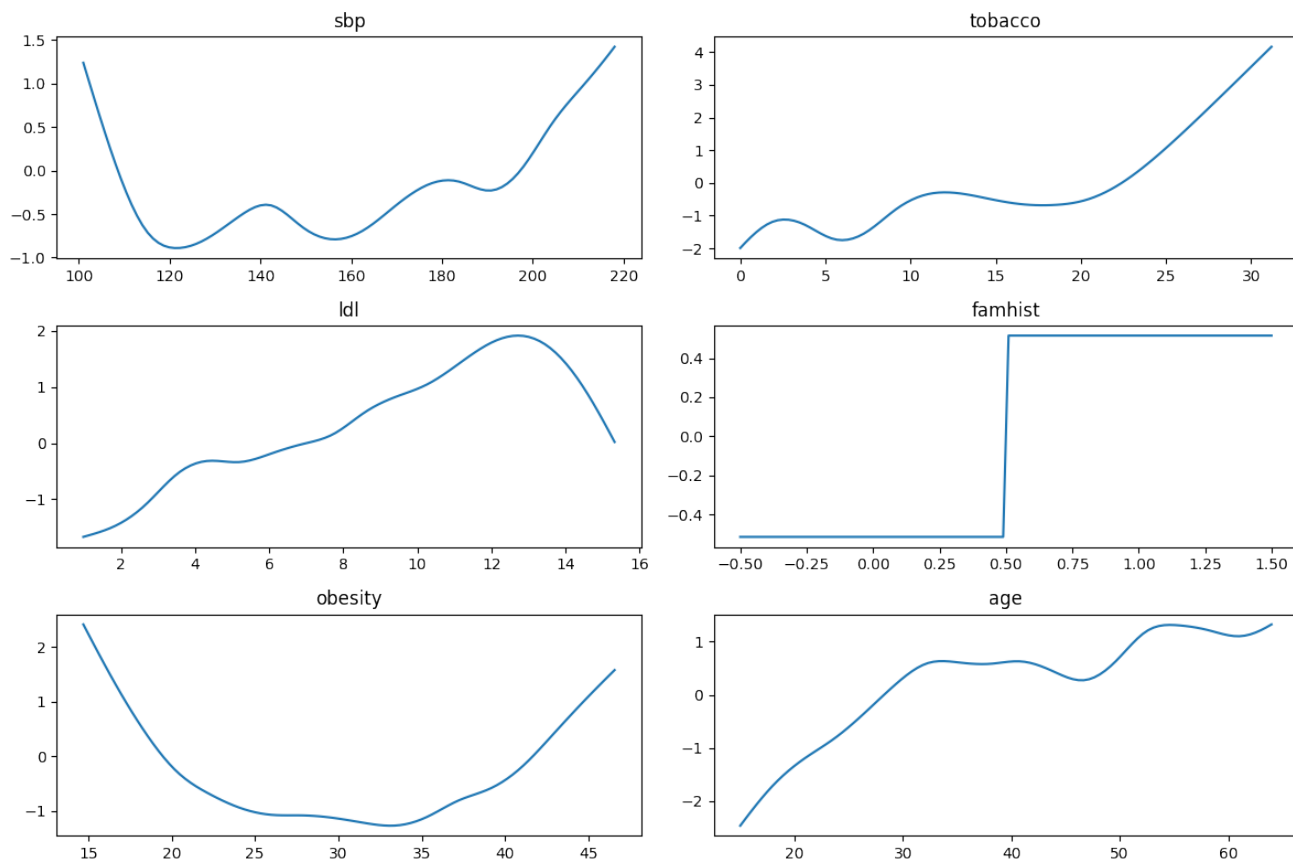 sbp
1.5
1.0
0.5
0.0
−0.5
−1.0
100 120 140 160 180 200 220
tobacco
4
3
2
1
0
−1
−2
0 5 10 15 20 25 30
ldl
2
1
0
−1
2 4 6 8 10 12 14 16
famhist
0.4
0.2
0.0
−0.2
−0.4
−0.50 −0.25 0.00 0.25 0.50 0.75 1.00 1.25 1.50
obesity
2
1
0
−1
15 20 25 30 35 40 45
age
1
0
−1
−2
20 30 40 50 60